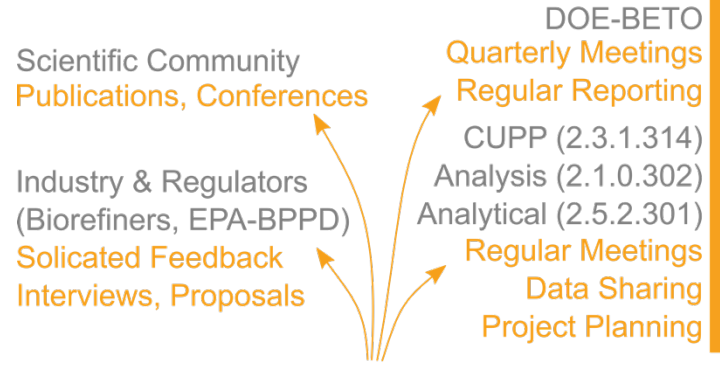 Scientific Community
Publications, Conferences
Industry & Regulators
(Biorefiners, EPA-BPPD)
Solicated Feedback
Interviews, Proposals
DOE-BETO
Quarterly Meetings
Regular Reporting
CUPP (2.3.1.314)
Analysis (2.1.0.302)
Analytical (2.5.2.301)
Regular Meetings
Data Sharing
Project Planning